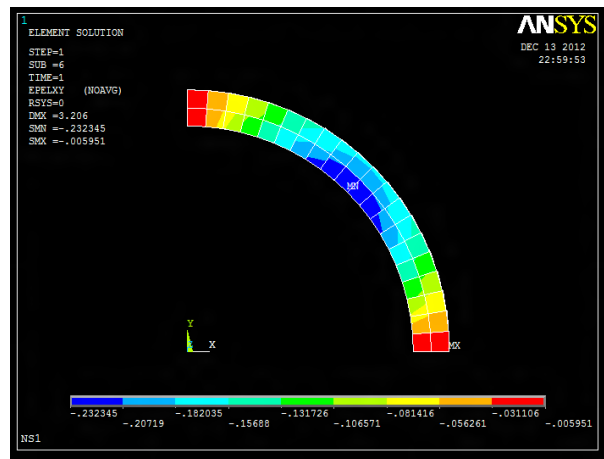 1
ELEMENT SOLUTION
ANSYS
DEC 13 2012
22:59:53
STEP=1
SUB =6
TIME=1
EPELXY (NOAVG)
RSYS=0
DMX =3.206
SMN =-.232345
SMX =-.005951
MN
Y
X
MX
-.232345 -.182035 -.131726 -.081416 -.031106
-.20719 -.15688 -.106571 -.056261 -.005951
NS1